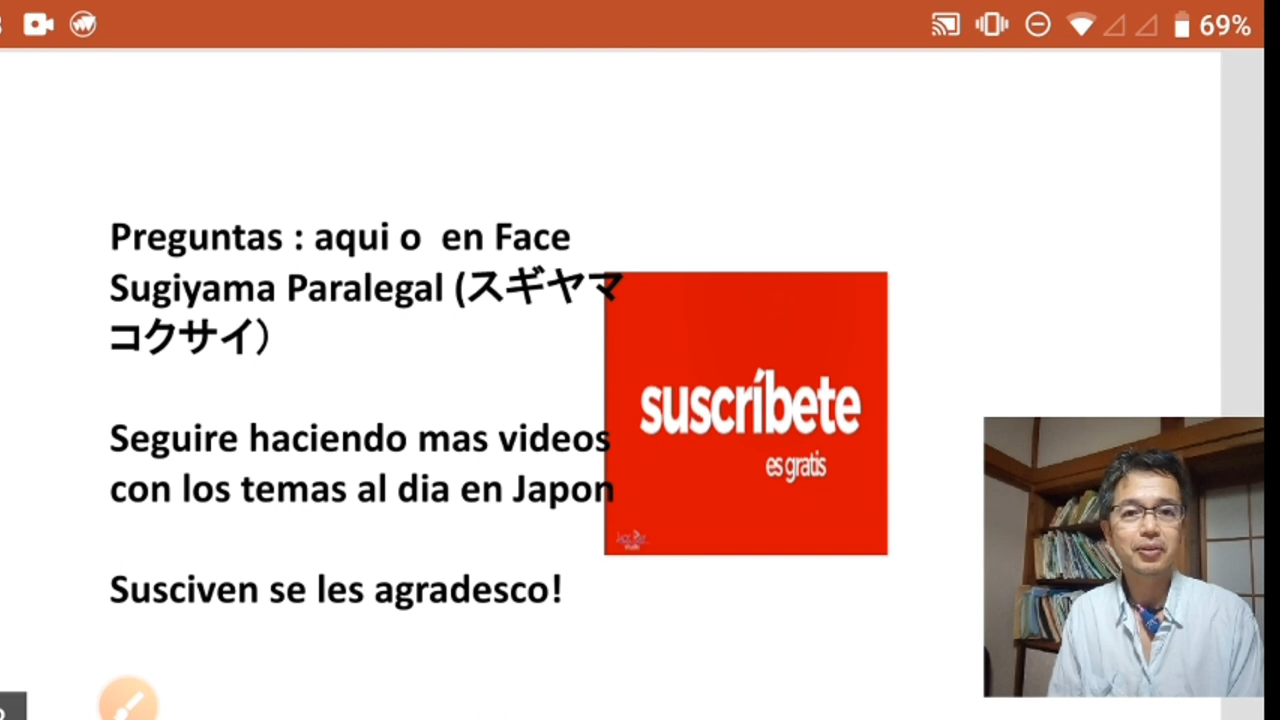 69%
Preguntas : aqui o en Face
Sugiyama Paralegal (スギヤマ
コクサイ)
Seguire haciendo mas videos
con los temas al dia en Japon
Susciven se les agradesco!
suscríbete
es gratis